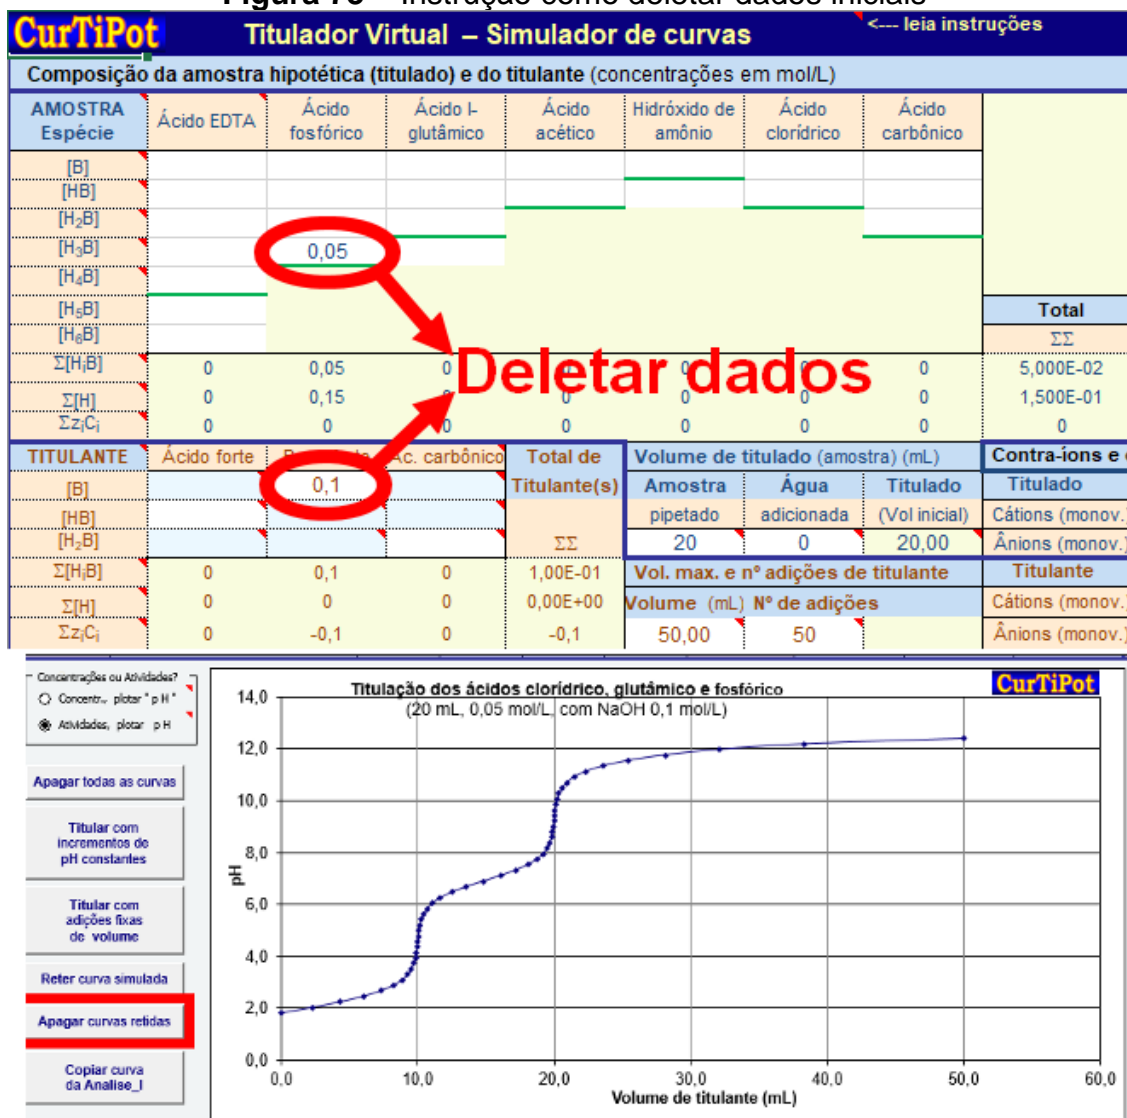 Figura 75 – Instrução como deletar dados iniciais
CurTiPot Titulador Virtual – Simulador de curvas <--- leia instruções
Composição da amostra hipotética (titulado) e do titulante (concentrações em mol/L)
AMOSTRA Espécie Ácido EDTA Ácido fosfórico Ácido l-glutâmico Ácido acético Hidróxido de amônio Ácido clorídrico Ácido carbônico
[B]
[HB]
[H₂B]
[H₃B] 0,05
[H₄B]
[H₅B] Total
[H₆B] ΣΣ
Σ[HᵢB] 0 0,05 0 0 0 0 5,000E-02
Deletar dados
Σ[H] 0 0,15 0 0 0 1,500E-01
ΣzᵢCᵢ 0 0 0 0 0 0 0 0
TITULANTE Ácido forte Ac. carbônico Total de Volume de titulado (amostra) (mL) Contra-ions e
[B] 0,1 Titulante(s) Amostra Água Titulado Titulado
[HB] pipetado adicionada (Vol inicial) Cátions (monov.)
[H₂B] ΣΣ 20 0 20,00 Ânions (monov.)
Σ[HᵢB] 0 0,1 0 1,00E-01 Vol. max. e nº adições de titulante Titulante
Σ[H] 0 0 0 0,00E+00 Volume (mL) Nº de adições Cátions (monov.
ΣzᵢCᵢ 0 -0,1 0 -0,1 50,00 50 Ânions (monov.)
Concentrações ou Atividades?
Concentr., plotar "p H"
Atividades, plotar p H
Apagar todas as curvas
Titular com
incrementos de
pH constantes
Titular com
adições fixas
de volume
Reter curva simulada
Apagar curvas retidas
Copiar curva
da Analise_I
Titulação dos ácidos clorídrico, glutâmico e fosfórico
(20 mL, 0,05 mol/L, com NaOH 0,1 mol/L)
CurTiPot
pH
14,0
12,0
10,0
8,0
6,0
4,0
2,0
0,0
0,0 10,0 20,0 30,0 40,0 50,0 60,0
Volume de titulante (mL)